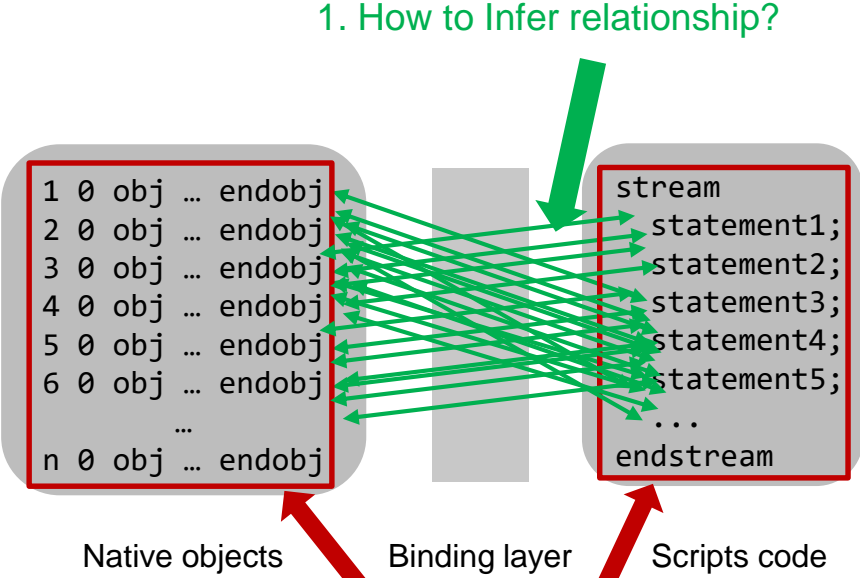 1. How to Infer relationship?
1 0 obj … endobj
2 0 obj … endobj
3 0 obj … endobj
4 0 obj … endobj
5 0 obj … endobj
6 0 obj … endobj
…
n 0 obj … endobj
stream
statement1;
statement2;
statement3;
statement4;
statement5;
...
endstream
Native objects
Binding layer
Scripts code